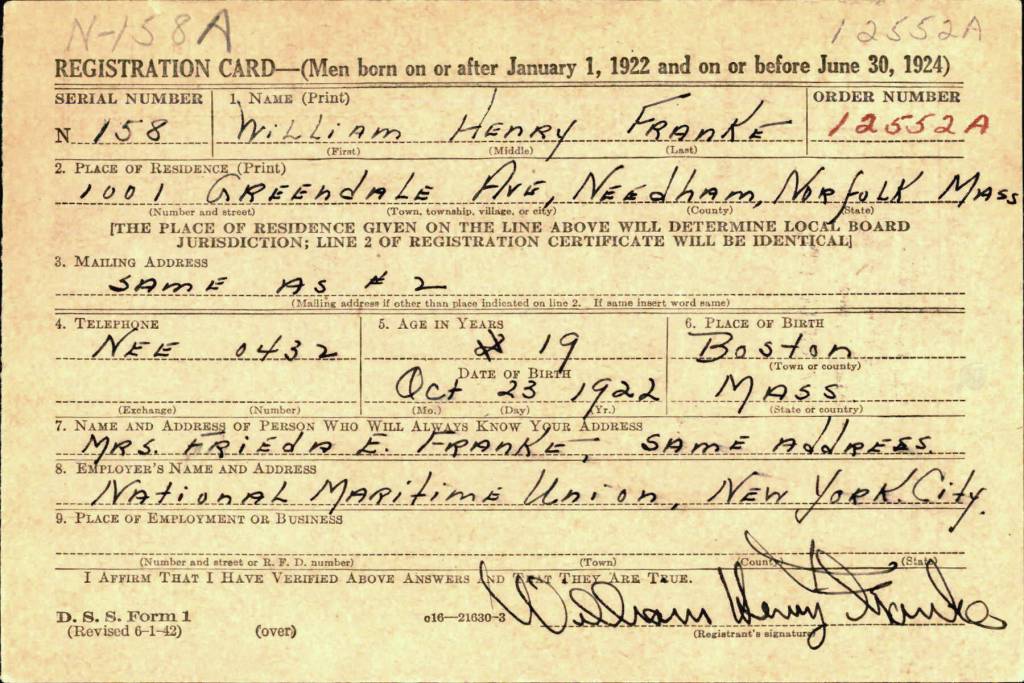 N-158A 12552A
REGISTRATION CARD—(Men born on or after January 1, 1922 and on or before June 30, 1924)
SERIAL NUMBER 1. NAME (Print) ORDER NUMBER
N 158 WILLIAM HENRY FRANKE 12552A
(First) (Middle) (Last)
2. PLACE OF RESIDENCE (Print)
1001 GREENDALE AVE, NEEDHAM, NORFOLK MASS
(Number and street) (Town, township, village, or city) (County) (State)
[THE PLACE OF RESIDENCE GIVEN ON THE LINE ABOVE WILL DETERMINE LOCAL BOARD
JURISDICTION; LINE 2 OF REGISTRATION CERTIFICATE WILL BE IDENTICAL]
3. MAILING ADDRESS
SAME AS # 2
(Mailing address if other than place indicated on line 2. If same insert word same)
4. TELEPHONE 5. AGE IN YEARS 6. PLACE OF BIRTH
NEE 0432 19 Boston
(Town or county)
DATE OF BIRTH
Oct 23 1922 MASS.
(Exchange) (Number) (Mo.) (Day) (Yr.) (State or country)
7. NAME AND ADDRESS OF PERSON WHO WILL ALWAYS KNOW YOUR ADDRESS
MRS. FRIEDA E. FRANKE, SAME ADDRESS.
8. EMPLOYER'S NAME AND ADDRESS
NATIONAL MARITIME UNION, NEW YORK. CITY.
9. PLACE OF EMPLOYMENT OR BUSINESS
(Number and street or R. F. D. number) (Town) (County) (State)
I AFFIRM THAT I HAVE VERIFIED ABOVE ANSWERS AND THAT THEY ARE TRUE.
D. S. S. Form 1 William Henry Franke
(Revised 6-1-42) (over) c16—21630-3 (Registrant's signature)